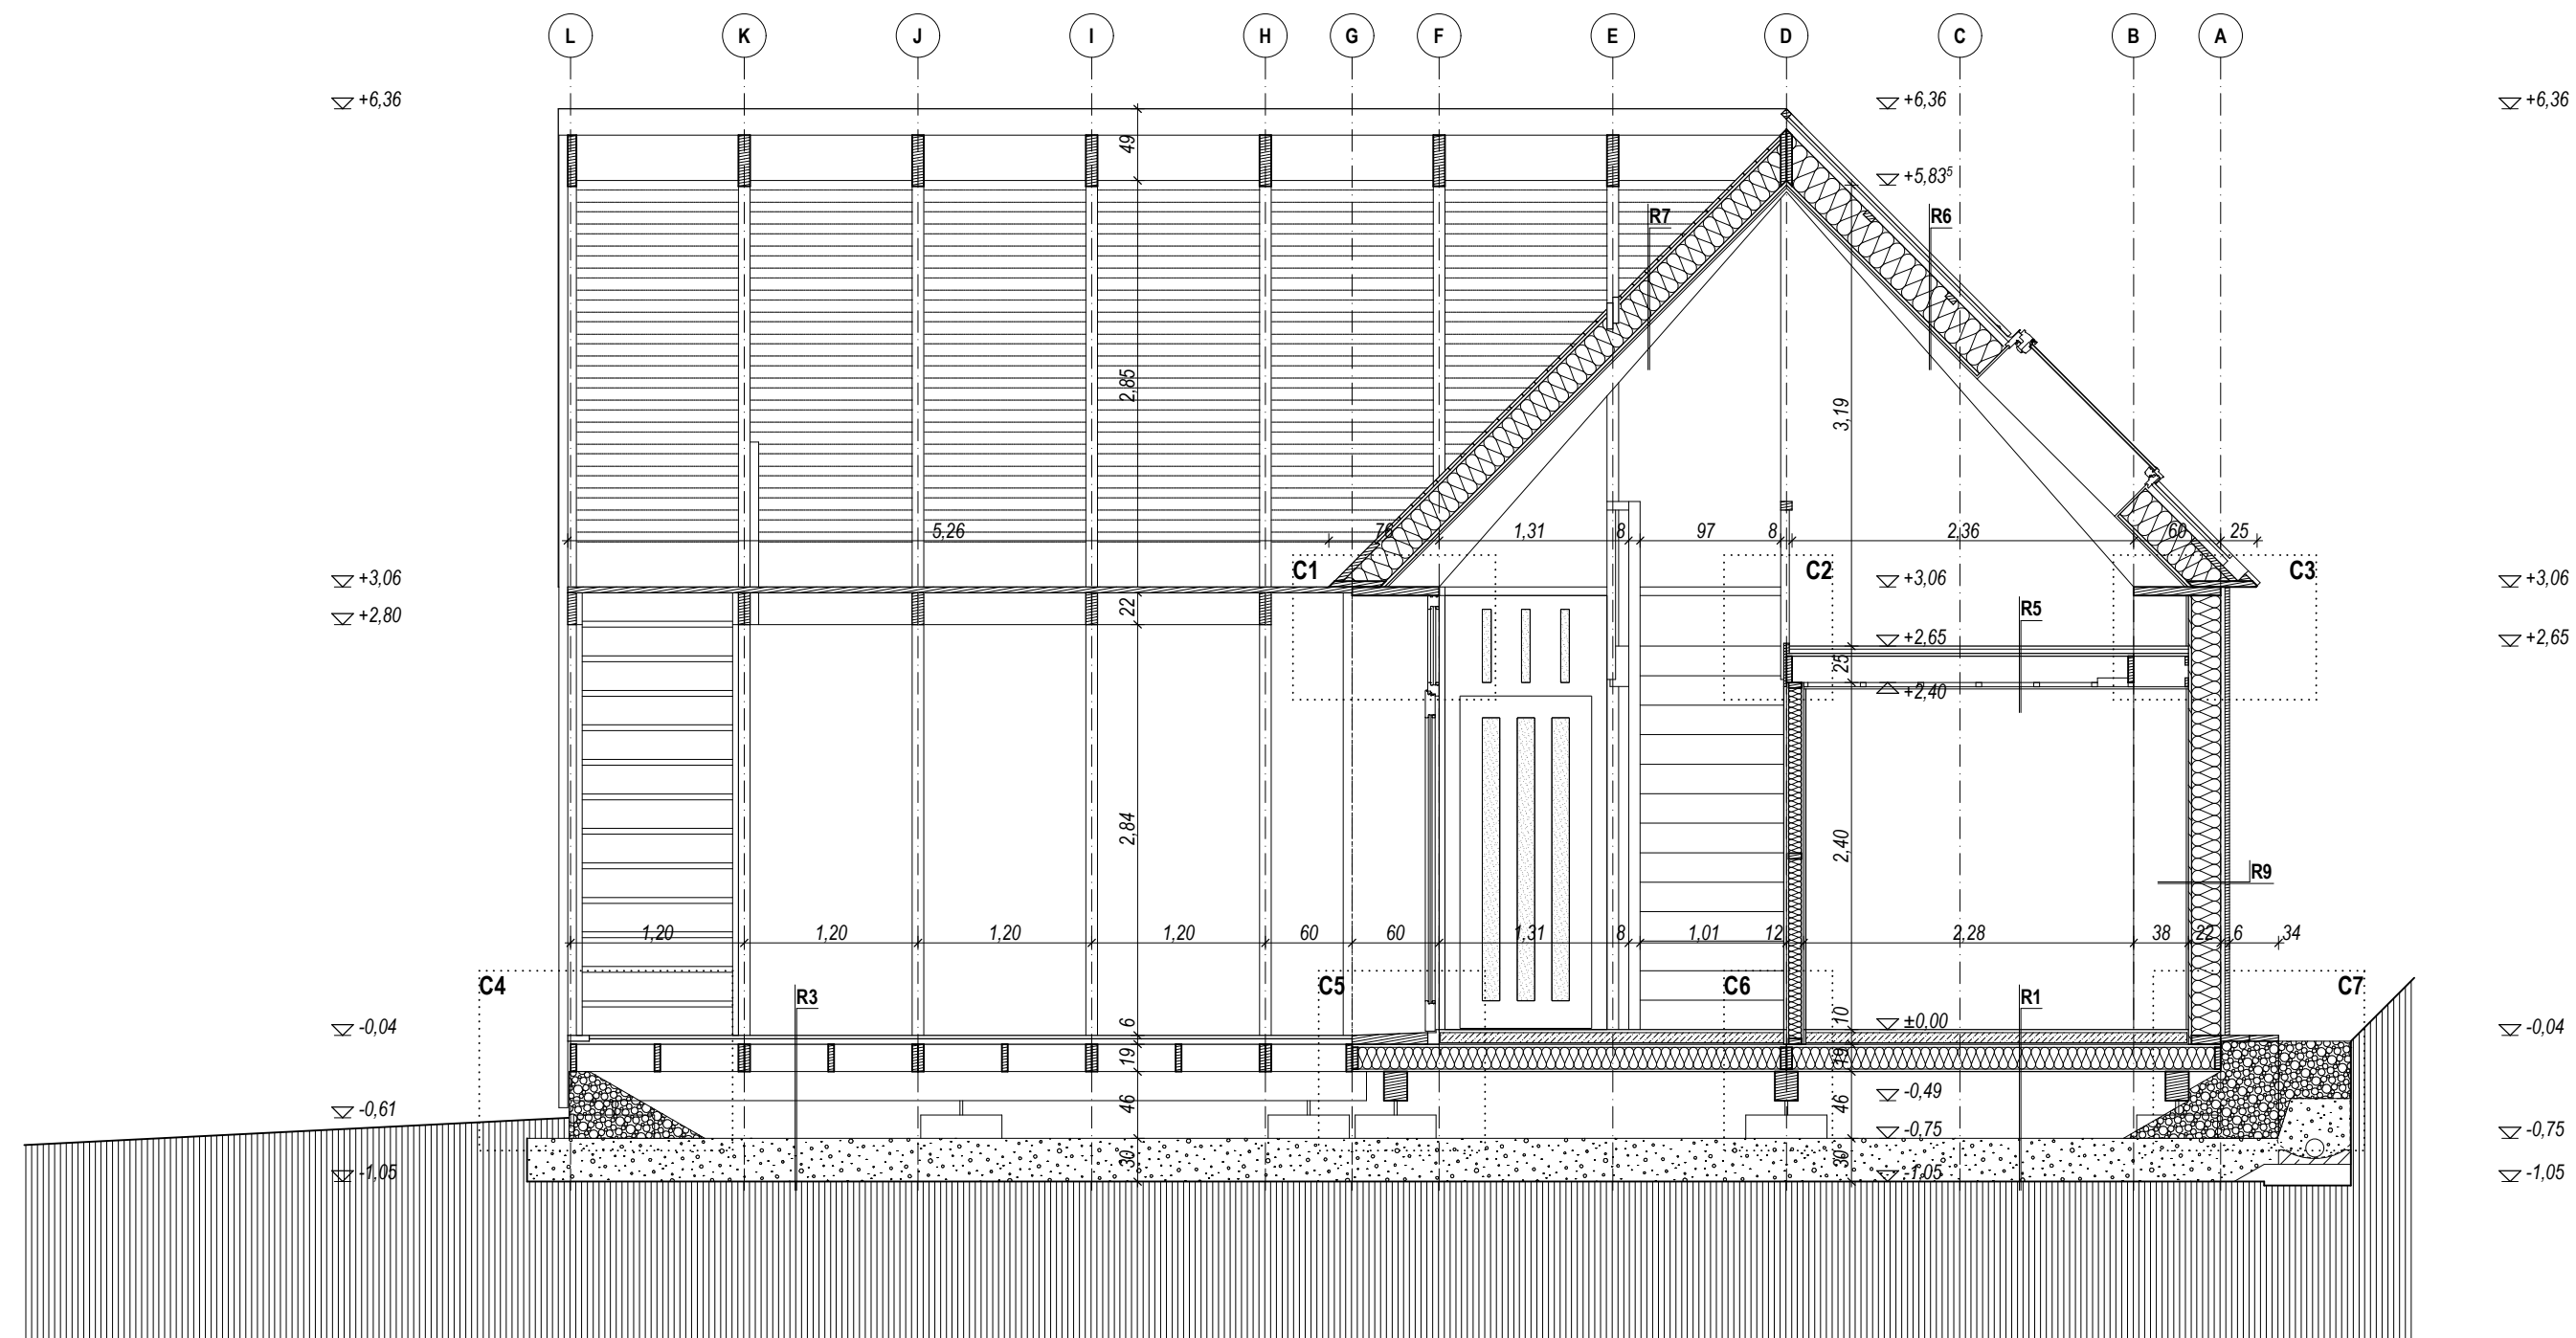 L K J I H G F E D C B A
+6,36 +6,36 +6,36
49
+5,83⁵
R7 R6
2,85 3,19
5,26 76 1,31 8 97 8 2,36 60 25
C1 C2 C3
+3,06 +3,06 +3,06
22 R5
+2,80
+2,65 +2,65
25
+2,40
2,84 2,40
R9
1,20 1,20 1,20 1,20 60 60 1,31 8 1,01 12 2,28 38 22 6 34
C4 C5 C6 C7
R3 R1
-0,04 6 10 ±0,00 -0,04
19 19
-0,61 46 46 -0,49
-0,75 -0,75
-1,05 30 30 -1,05 -1,05